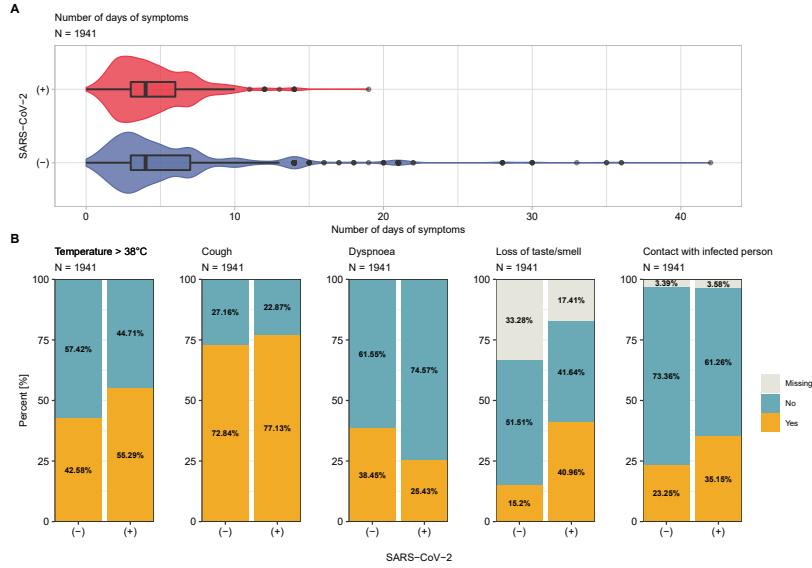 A
Number of days of symptoms
N = 1941
SARS−CoV−2
(+)
(−)
0 10 20 30 40
Number of days of symptoms
B
Temperature > 38°C Cough Dyspnoea Loss of taste/smell Contact with infected person
N = 1941 N = 1941 N = 1941 N = 1941 N = 1941
Percent [%]
100 100 100 100 100
75 75 75 75 75
50 50 50 50 50
25 25 25 25 25
0 0 0 0 0
57.42% 44.71%
42.58% 55.29%
27.16% 22.87%
72.84% 77.13%
61.55% 74.57%
38.45% 25.43%
33.28% 17.41%
51.51% 41.64%
15.2% 40.96%
3.39% 3.58%
73.36% 61.26%
23.25% 35.15%
(−) (+) (−) (+) (−) (+) (−) (+) (−) (+)
SARS−CoV−2
Missing
No
Yes